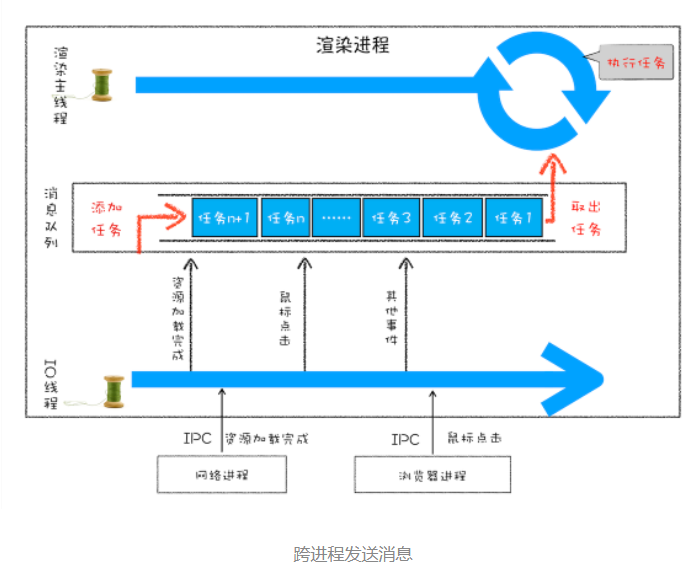 渲染进程
渲染主线程
执行任务
消息队列
添加任务
任务n+1
任务n
······
任务3
任务2
任务1
取出任务
资源加载完成
鼠标点击
其他事件
IO线程
IPC 资源加载完成
IPC 鼠标点击
网络进程
浏览器进程
跨进程发送消息